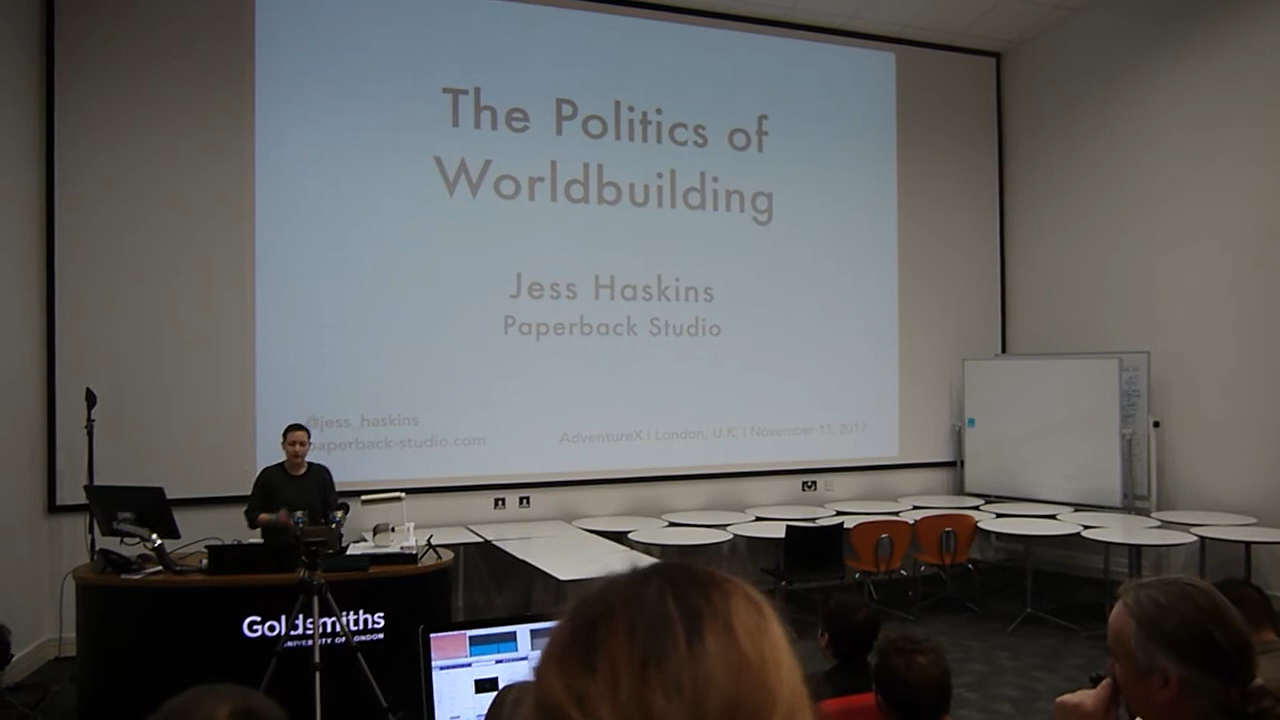 The Politics of
Worldbuilding
Jess Haskins
Paperback Studio
@jess_haskins
paperback-studio.com
AdventureX | London, U.K. | November 11, 2017
Goldsmiths
UNIVERSITY OF LONDON